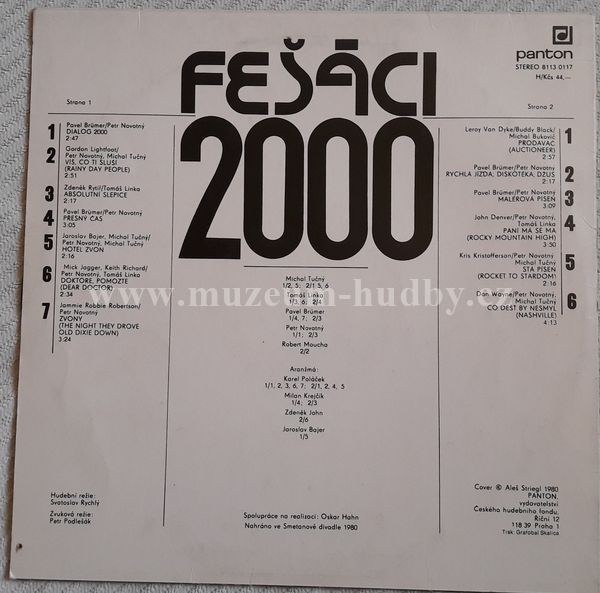 FEŠÁCI
2000
panton
STEREO 8113 0117
H/Kčs 44,—
Strana 1
1 Pavel Brümer/Petr Novotný
DIALOG 2000
2:47
2 Gordon Lightfoot/
Petr Novotný, Michal Tučný
VÍŠ, CO TI SLUŠÍ
(RAINY DAY PEOPLE)
2:51
3 Zdeněk Rytíř/Tomáš Linka
ABSOLUTNÍ SLEPICE
2:17
4 Pavel Brümer/Petr Novotný
PŘESNÝ ČAS
3:05
5 Jaroslav Bajer, Michal Tučný/
Petr Novotný, Michal Tučný
HOTEL ZVON
2:16
6 Mick Jagger, Keith Richard/
Petr Novotný, Tomáš Linka
DOKTOŘE, POMOZTE
(DEAR DOCTOR)
2:34
7 Jammie Robbie Robertson/
Petr Novotný
ZVONY
(THE NIGHT THEY DROVE
OLD DIXIE DOWN)
3:24
Michal Tučný
1/2, 5; 2/1, 5, 6
Tomáš Linka
1/3, 6; 2/4
Pavel Brümer
1/4, 7; 2/3
Petr Novotný
1/1; 2/3
Robert Moucha
2/2
Aranžmá:
Karel Poláček
1/1, 2, 3, 6, 7; 2/1, 2, 4, 5
Milan Krejčík
1/4; 2/3
Zdeněk Jahn
2/6
Jaroslav Bajer
1/5
Strana 2
Leroy Van Dyke/Buddy Black/
Michal Bukovič
PRODAVAČ
(AUCTIONEER)
2:57
1
Pavel Brümer/Petr Novotný
RYCHLÁ JÍZDA, DISKOTÉKA, DŽUS
2:17
2
Pavel Brümer/Petr Novotný
MALÉROVÁ PÍSEŇ
3:09
3
John Denver/Petr Novotný,
Tomáš Linka
PANÍ MÁ SE MÁ
(ROCKY MOUNTAIN HIGH)
3:50
4
Kris Kristofferson/Petr Novotný
Michal Tučný
STÁ PÍSEŇ
(ROCKET TO STARDOM)
2:16
5
Don Wayne/Petr Novotný,
Michal Tučný
CO DÉŠŤ BY NESMYL
(NASHVILLE)
4:13
6
www.muzeum-hudby.cz
Hudební režie:
Svatoslav Rychlý
Zvuková režie:
Petr Podlešák
Spolupráce na realizaci: Oskar Hahn
Nahráno ve Smetanově divadle 1980
Cover © Aleš Striegl 1980
PANTON,
vydavatelství
Českého hudebního fondu,
Říční 12
118 39 Praha 1
Tisk: Grafobal Skalica